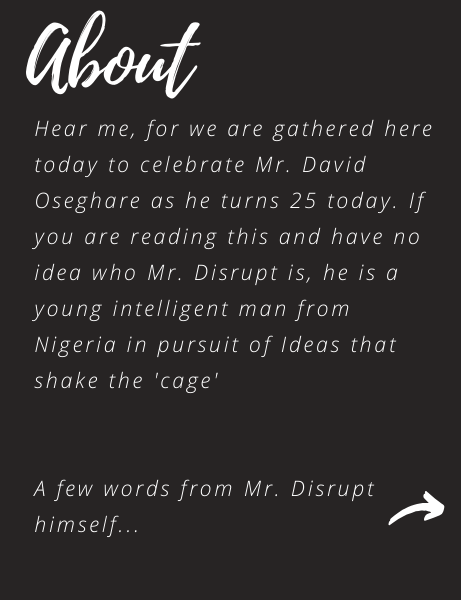 About
Hear me, for we are gathered here
today to celebrate Mr. David
Oseghare as he turns 25 today. If
you are reading this and have no
idea who Mr. Disrupt is, he is a
young intelligent man from
Nigeria in pursuit of Ideas that
shake the 'cage'
A few words from Mr. Disrupt
himself...